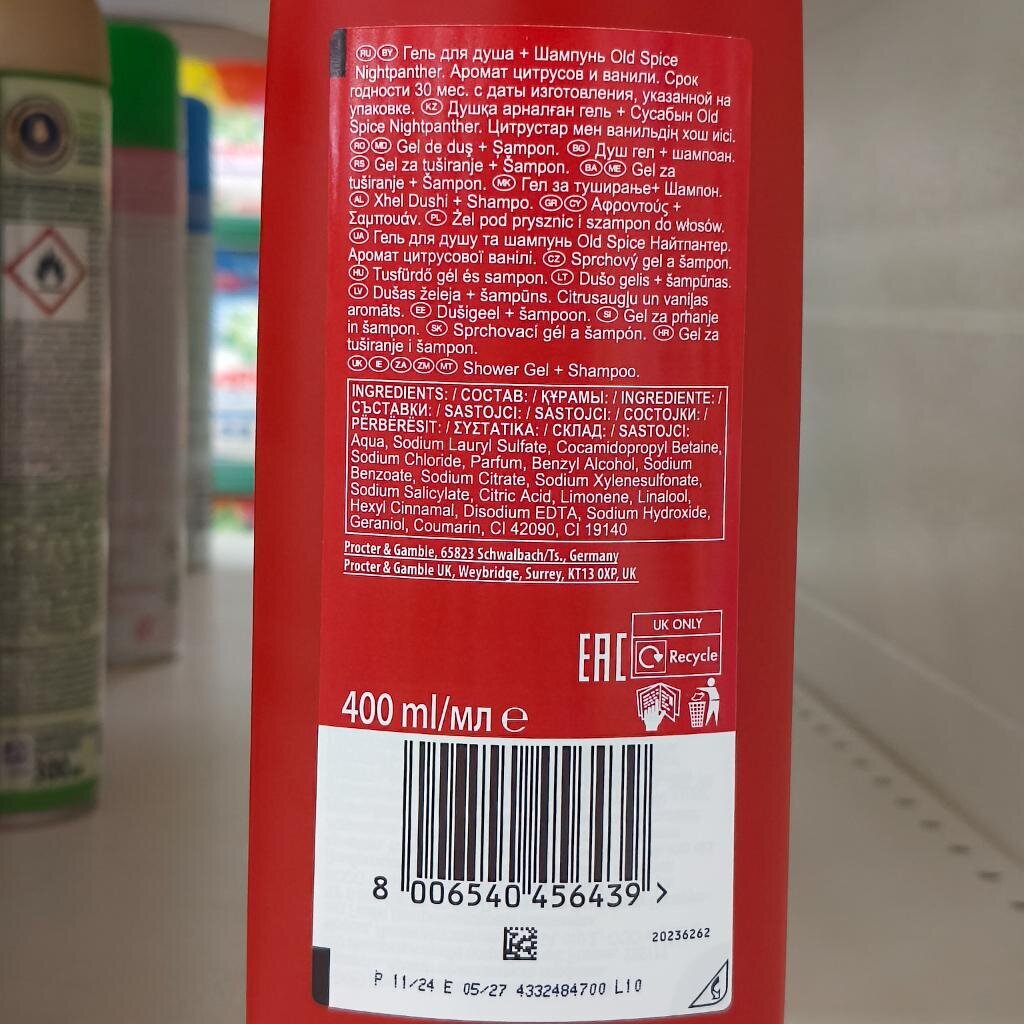 RU BY Гель для душа + Шампунь Old Spice
Nightpanther. Аромат цитрусов и ванили. Срок
годности 30 мес. с даты изготовления, указанной на
упаковке. KZ Душқа арналған гель + Сусабын Old
Spice Nightpanther. Цитрустар мен ванильдің хош иісі.
RO MD Gel de duş + Şampon. BG Душ гел + шампоан.
RS Gel za tuširanje + Šampon. BA ME Gel za
tuširanje + Šampon. MK Гел за туширање+ Шампон.
AL Xhel Dushi + Shampo. GR CY Αφροντούς +
Σαμπουάν. PL Żel pod prysznic i szampon do włosów.
UA Гель для душу та шампунь Old Spice Найтпантер.
Аромат цитрусової ванілі. CZ Sprchový gel a šampon.
HU Tusfürdő gél és sampon. LT Dušo gelis + šampūnas.
LV Dušas želeja + šampūns. Citrusaugļu un vaniļas
aromāts. EE Dušigeel + šampoon. SI Gel za prhanje
in šampon. SK Sprchovací gél a šampón. HR Gel za
tuširanje i šampon.
UK IE ZA ZM MT Shower Gel + Shampoo.
INGREDIENTS: / СОСТАВ: / ҚҰРАМЫ: / INGREDIENTE: /
СЪСТАВКИ: / SASTOJCI: / SASTOJCI: / СОСТОЈКИ: /
PËRBËRËSIT: / ΣΥΣΤΑΤΙΚΑ: / СКЛАД: / SASTOJCI:
Aqua, Sodium Lauryl Sulfate, Cocamidopropyl Betaine,
Sodium Chloride, Parfum, Benzyl Alcohol, Sodium
Benzoate, Sodium Citrate, Sodium Xylenesulfonate,
Sodium Salicylate, Citric Acid, Limonene, Linalool,
Hexyl Cinnamal, Disodium EDTA, Sodium Hydroxide,
Geraniol, Coumarin, CI 42090, CI 19140
Procter & Gamble, 65823 Schwalbach/Ts., Germany
Procter & Gamble UK, Weybridge, Surrey, KT13 0XP, UK
UK ONLY
EAC Recycle
400 ml/мл e
8 006540 456439 >
20236262
P 11/24 E 05/27 4332484700 L10